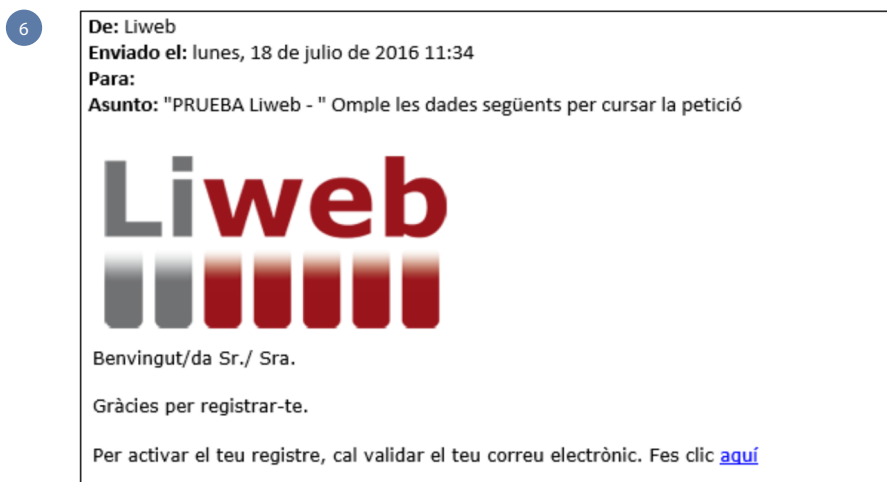 6
De: Liweb
Enviado el: lunes, 18 de julio de 2016 11:34
Para:
Asunto: "PRUEBA Liweb - " Omple les dades següents per cursar la petició
Liweb
Benvingut/da Sr./ Sra.
Gràcies per registrar-te.
Per activar el teu registre, cal validar el teu correu electrònic. Fes clic aquí